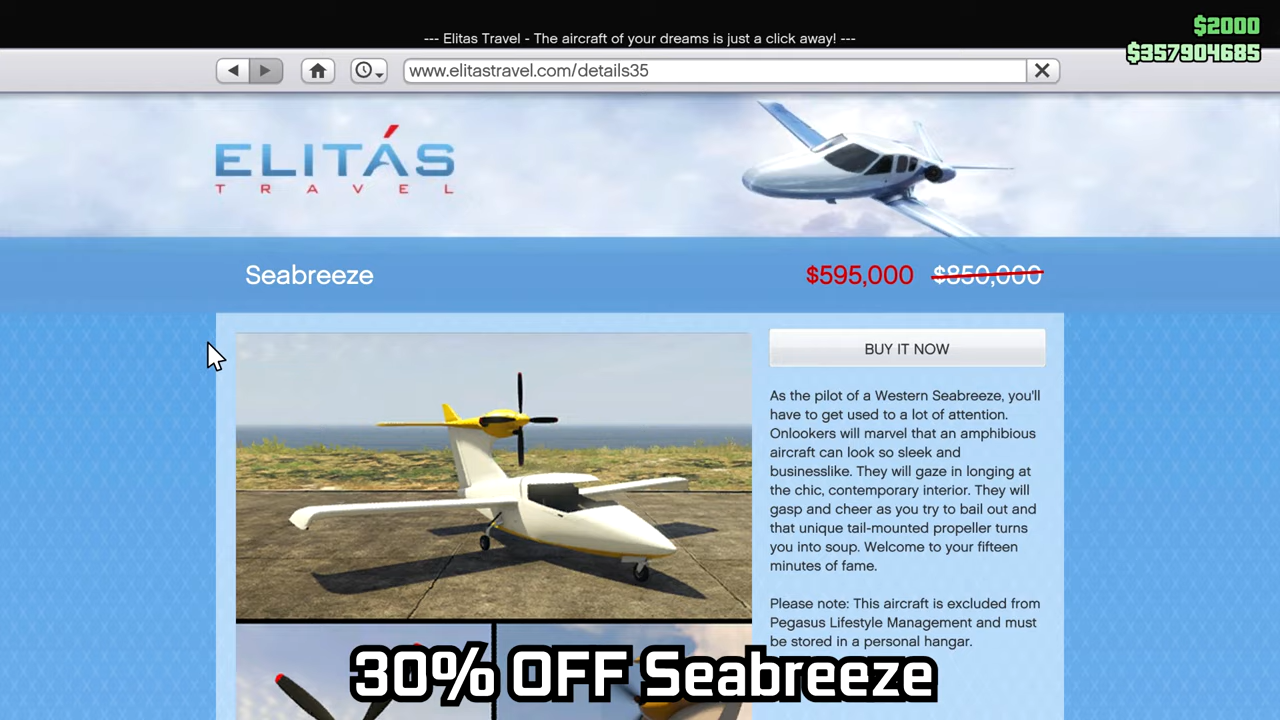 --- Elitas Travel - The aircraft of your dreams is just a click away! ---
$2000
$357904685
www.elitastravel.com/details35
ELITÁS
TRAVEL
Seabreeze
$595,000 $850,000
BUY IT NOW
As the pilot of a Western Seabreeze, you'll
have to get used to a lot of attention.
Onlookers will marvel that an amphibious
aircraft can look so sleek and
businesslike. They will gaze in longing at
the chic, contemporary interior. They will
gasp and cheer as you try to bail out and
that unique tail-mounted propeller turns
you into soup. Welcome to your fifteen
minutes of fame.
Please note: This aircraft is excluded from
Pegasus Lifestyle Management and must
be stored in a personal hangar.
30% OFF Seabreeze